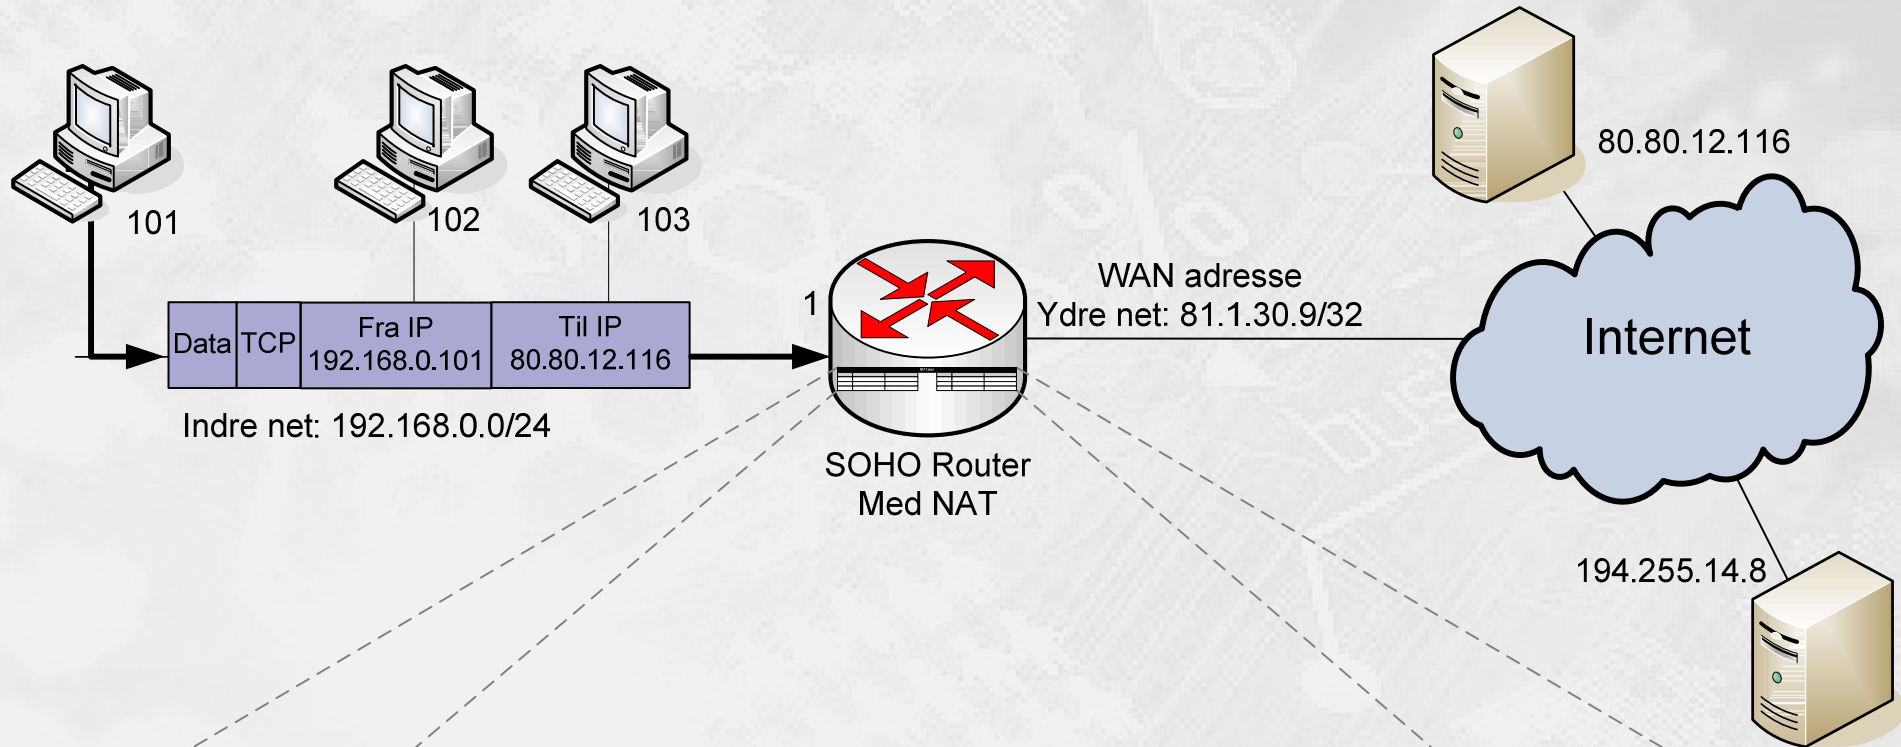 80.80.12.116
101
102
103
WAN adresse
Ydre net: 81.1.30.9/32
1
Data
TCP
Fra IP
192.168.0.101
Til IP
80.80.12.116
Internet
Indre net: 192.168.0.0/24
SOHO Router
Med NAT
194.255.14.8